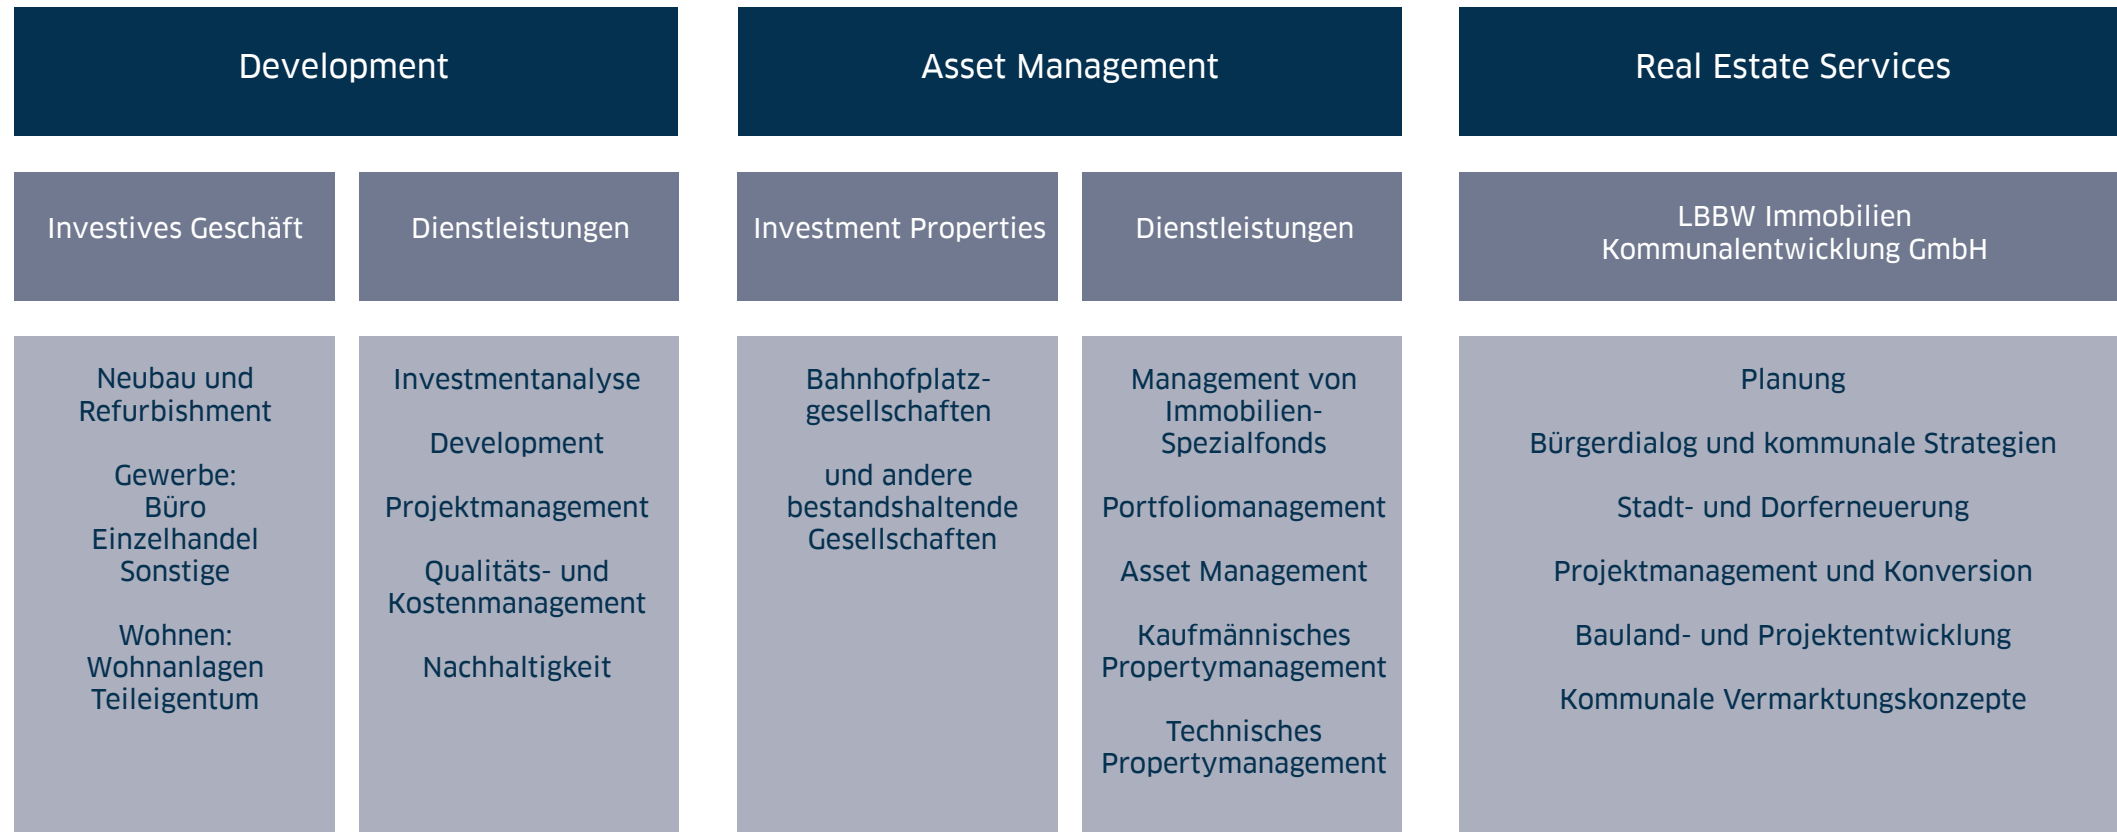 Development
Asset Management
Real Estate Services
Investives Geschäft
Dienstleistungen
Investment Properties
Dienstleistungen
LBBW Immobilien
Kommunalentwicklung GmbH
Neubau und
Refurbishment
Gewerbe:
Büro
Einzelhandel
Sonstige
Wohnen:
Wohnanlagen
Teileigentum
Investmentanalyse
Development
Projektmanagement
Qualitäts- und
Kostenmanagement
Nachhaltigkeit
Bahnhofplatz-
gesellschaften
und andere
bestandshaltende
Gesellschaften
Management von
Immobilien-
Spezialfonds
Portfoliomanagement
Asset Management
Kaufmännisches
Propertymanagement
Technisches
Propertymanagement
Planung
Bürgerdialog und kommunale Strategien
Stadt- und Dorferneuerung
Projektmanagement und Konversion
Bauland- und Projektentwicklung
Kommunale Vermarktungskonzepte